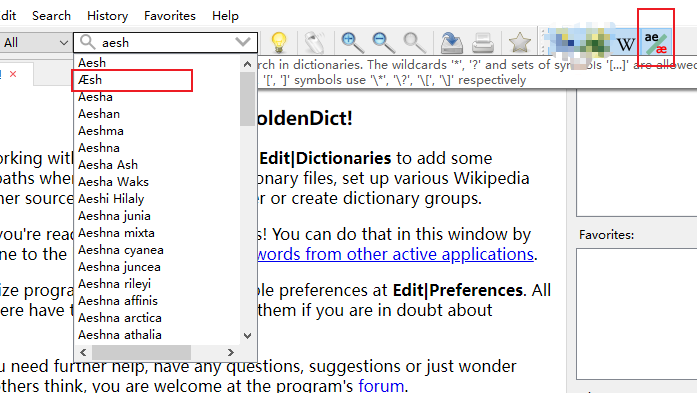 dit Search History Favorites Help
All aesh W ae æ
Aesh
rch in dictionaries. The wildcards '*', '?' and sets of symbols '[...]' are allowed
Æsh
'[', ']' symbols use '\*', '\?', '\[', '\]' respectively
Aesha
Aeshan
oldenDict!
Aeshma
Aeshna
orking with Edit|Dictionaries to add some
Aesha Ash
paths whe onary files, set up various Wikipedia
Aesha Waks
her source er or create dictionary groups.
Aeshi Hilaly
Aeshna junia
Aeshna mixta
you're read s! You can do that in this window by
Favorites:
Aeshna cyanea
ne to the words from other active applications.
Aeshna juncea
Aeshna rileyi
ize progra ble preferences at Edit|Preferences. All
Aeshna affinis
ere have t them if you are in doubt about
Aeshna arctica
Aeshna athalia
u need further help, have any questions, suggestions or just wonder
others think, you are welcome at the program's forum.